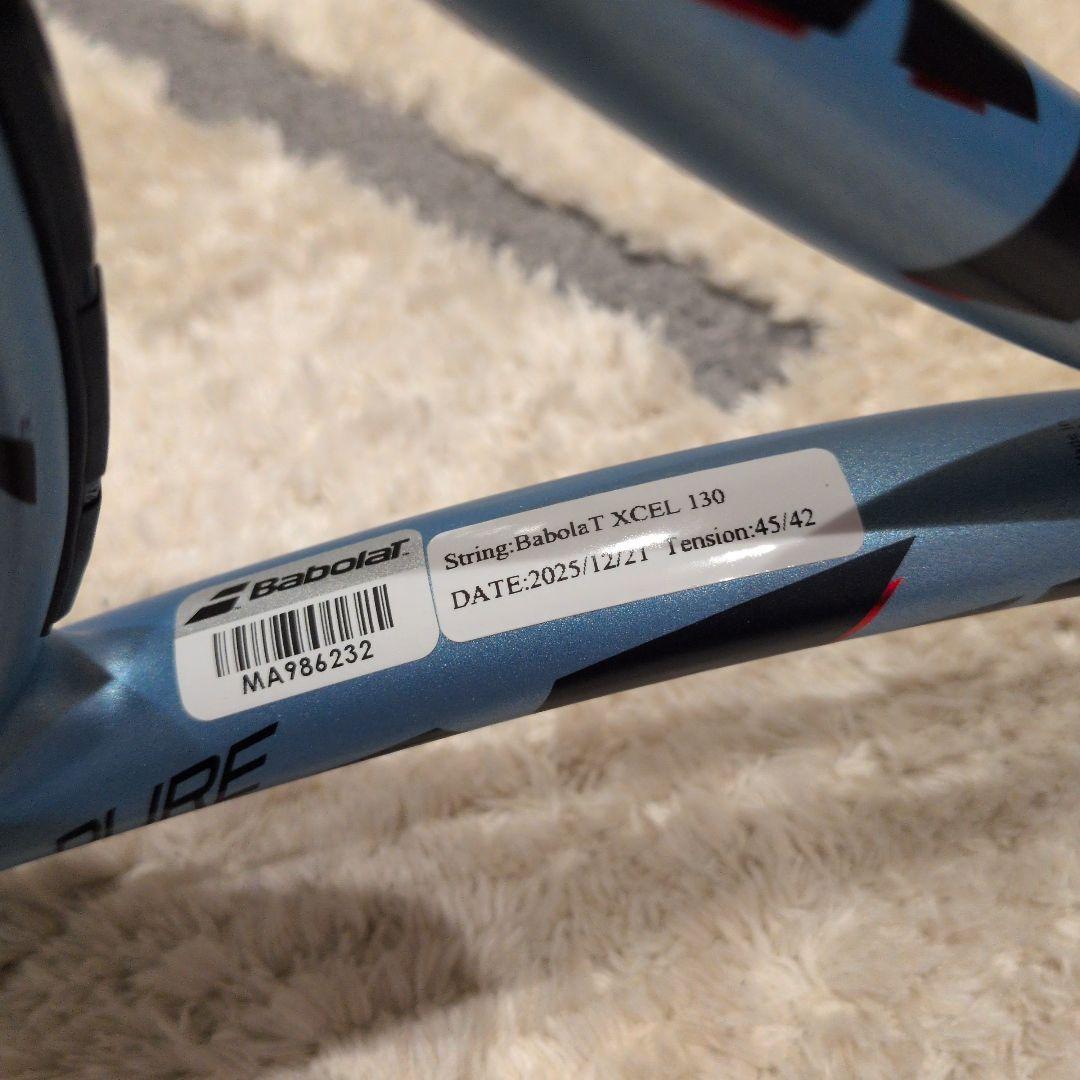 BabolaT
MA986232
String:BabolaT XCEL 130
DATE:2025/12/21 Tension:45/42
PURE